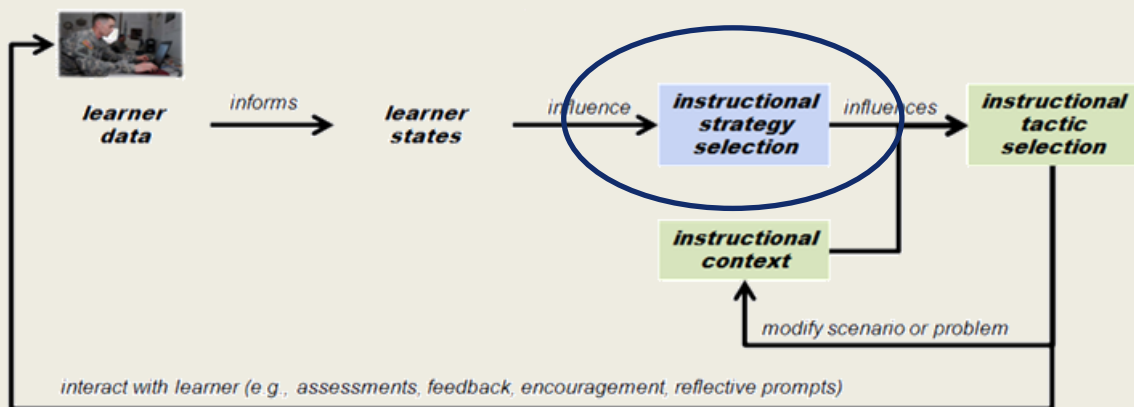 learner
data
informs
learner
states
influence
instructional
strategy
selection
influences
instructional
tactic
selection
instructional
context
modify scenario or problem
interact with learner (e.g., assessments, feedback, encouragement, reflective prompts)